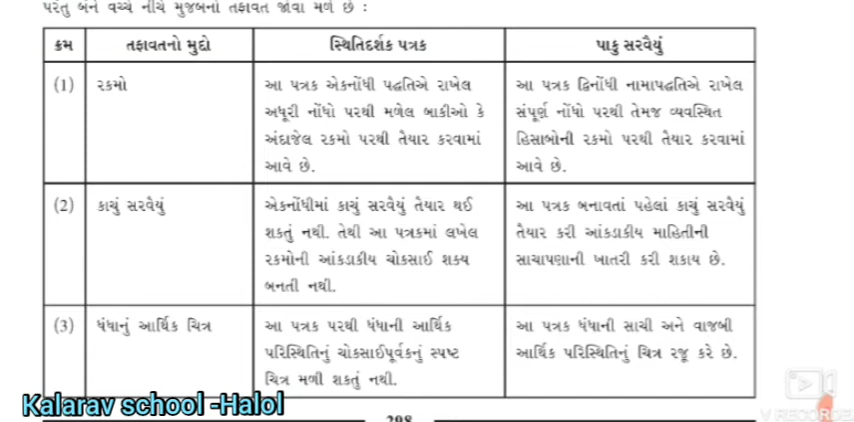 પરંતુ બંને વચ્ચે નીચે મુજબનો તફાવત જોવા મળે છે :
ક્રમ તફાવતનો મુદ્દો સ્થિતિદર્શક પત્રક પાકુ સરવૈયું
(1) રકમો
આ પત્રક એકનોંધી પદ્ધતિએ રાખેલ
અધૂરી નોંધો પરથી મળેલ બાકીઓ કે
અંદાજેલ રકમો પરથી તૈયાર કરવામાં
આવે છે.
આ પત્રક દ્વિનોંધી નામાપદ્ધતિએ રાખેલ
સંપૂર્ણ નોંધો પરથી તેમજ વ્યવસ્થિત
હિસાબોની રકમો પરથી તૈયાર કરવામાં
આવે છે.
(2) કાચું સરવૈયું
એકનોંધીમાં કાચું સરવૈયું તૈયાર થઈ
શકતું નથી. તેથી આ પત્રકમાં લખેલ
રકમોની આંકડાકીય ચોકસાઈ શક્ય
બનતી નથી.
આ પત્રક બનાવતાં પહેલાં કાચું સરવૈયું
તૈયાર કરી આંકડાકીય માહિતીની
સાચાપણાની ખાતરી કરી શકાય છે.
(3) ધંધાનું આર્થિક ચિત્ર
આ પત્રક પરથી ધંધાની આર્થિક
પરિસ્થિતિનું ચોકસાઈપૂર્વકનું સ્પષ્ટ
ચિત્ર મળી શકતું નથી.
આ પત્રક ધંધાની સાચી અને વાજબી
આર્થિક પરિસ્થિતિનું ચિત્ર રજૂ કરે છે.
Kalarav school -Halol
298
V RECORDER